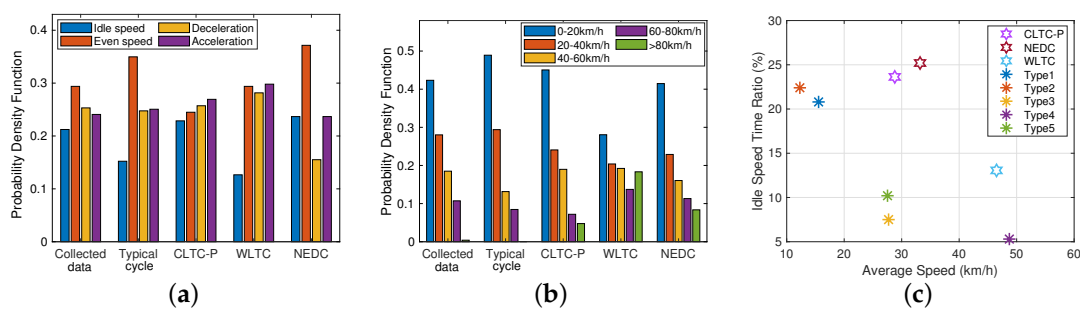 Probability Density Function
0.4
0.3
0.2
0.1
0
Idle speed
Even speed
Deceleration
Acceleration
Collected
data
Typical
cycle
CLTC-P
WLTC
NEDC
(a)
Probability Density Function
0.5
0.4
0.3
0.2
0.1
0
0-20km/h
20-40km/h
40-60km/h
60-80km/h
>80km/h
Collected
data
Typical
cycle
CLTC-P
WLTC
NEDC
(b)
Idle Speed Time Ratio (%)
30
25
20
15
10
5
CLTC-P
NEDC
WLTC
Type1
Type2
Type3
Type4
Type5
10
20
30
40
50
60
Average Speed (km/h)
(c)